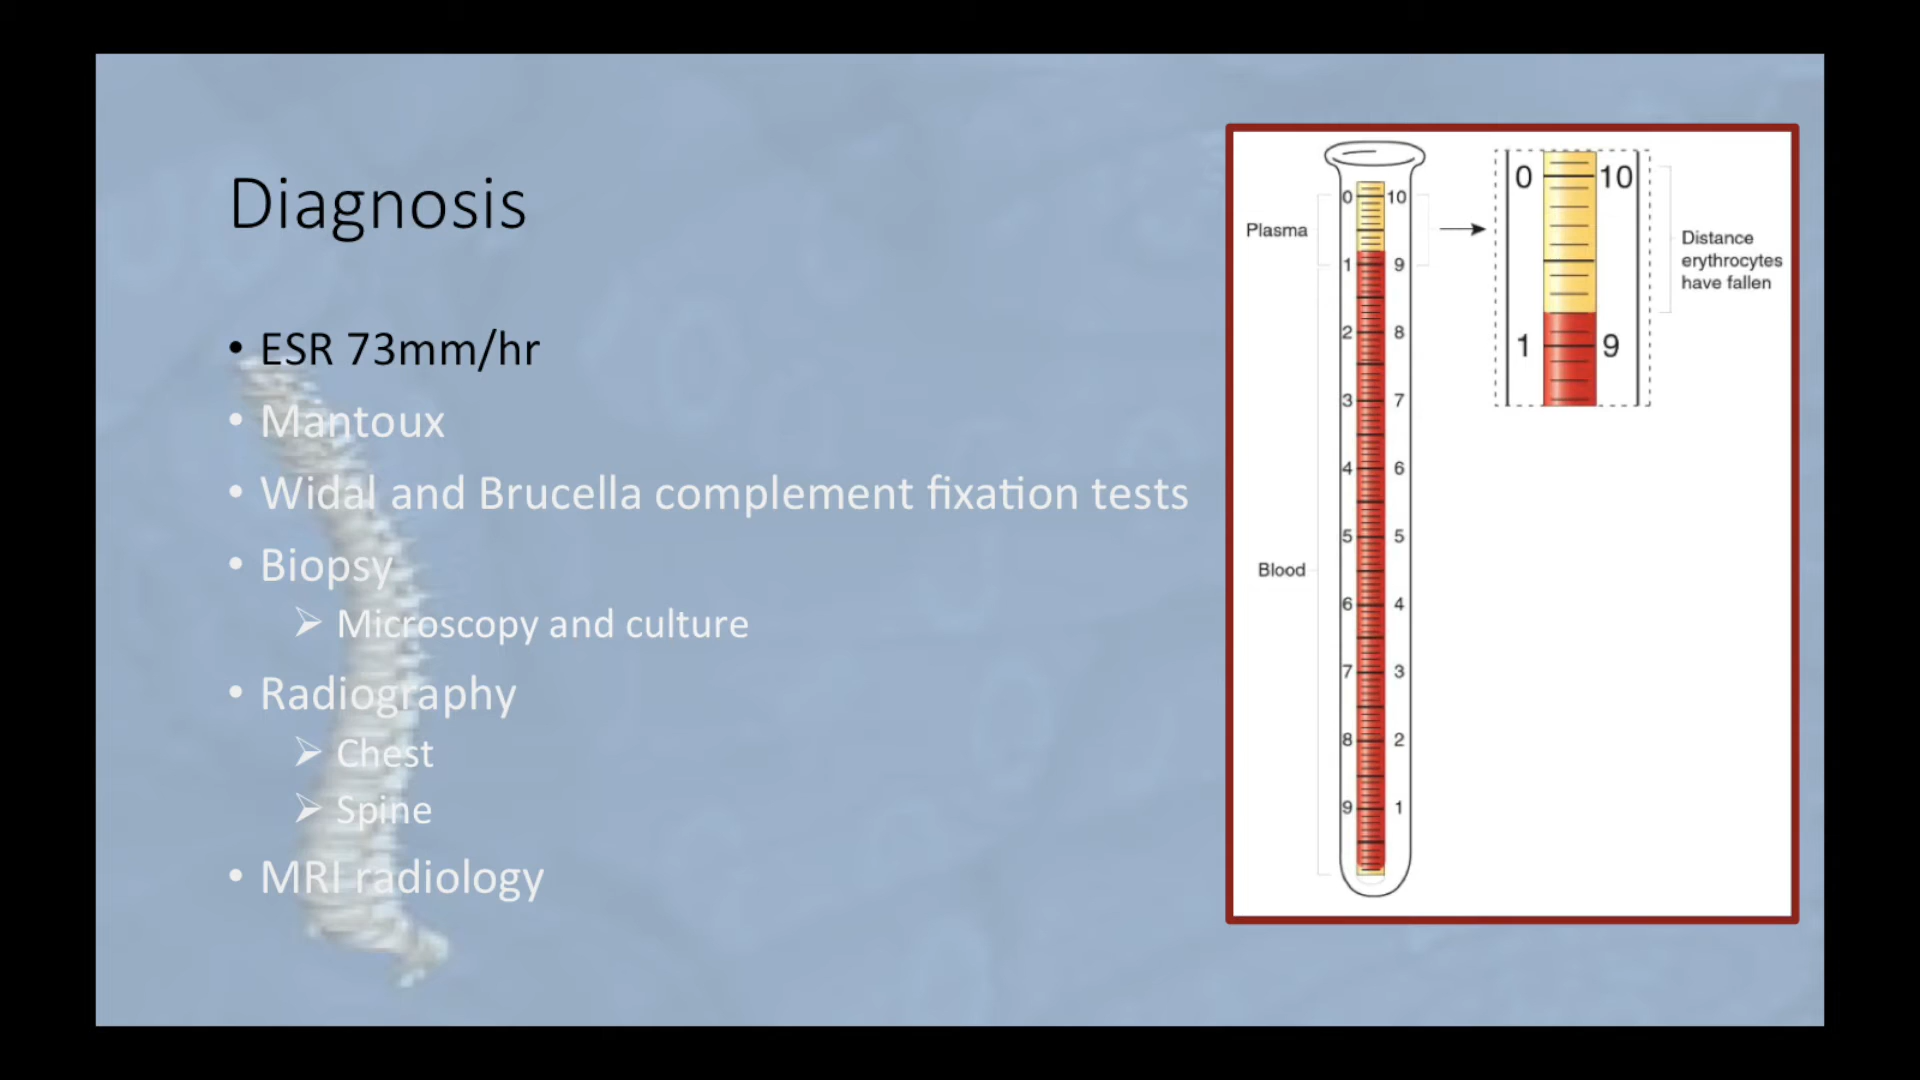 Diagnosis
• ESR 73mm/hr
• Mantoux
• Widal and Brucella complement fixation tests
• Biopsy
➢ Microscopy and culture
• Radiography
➢ Chest
➢ Spine
• MRI radiology
Plasma
Blood
0 10
1 9
2 8
3 7
4 6
5 5
6 4
7 3
8 2
9 1
0 10
1 9
Distance
erythrocytes
have fallen